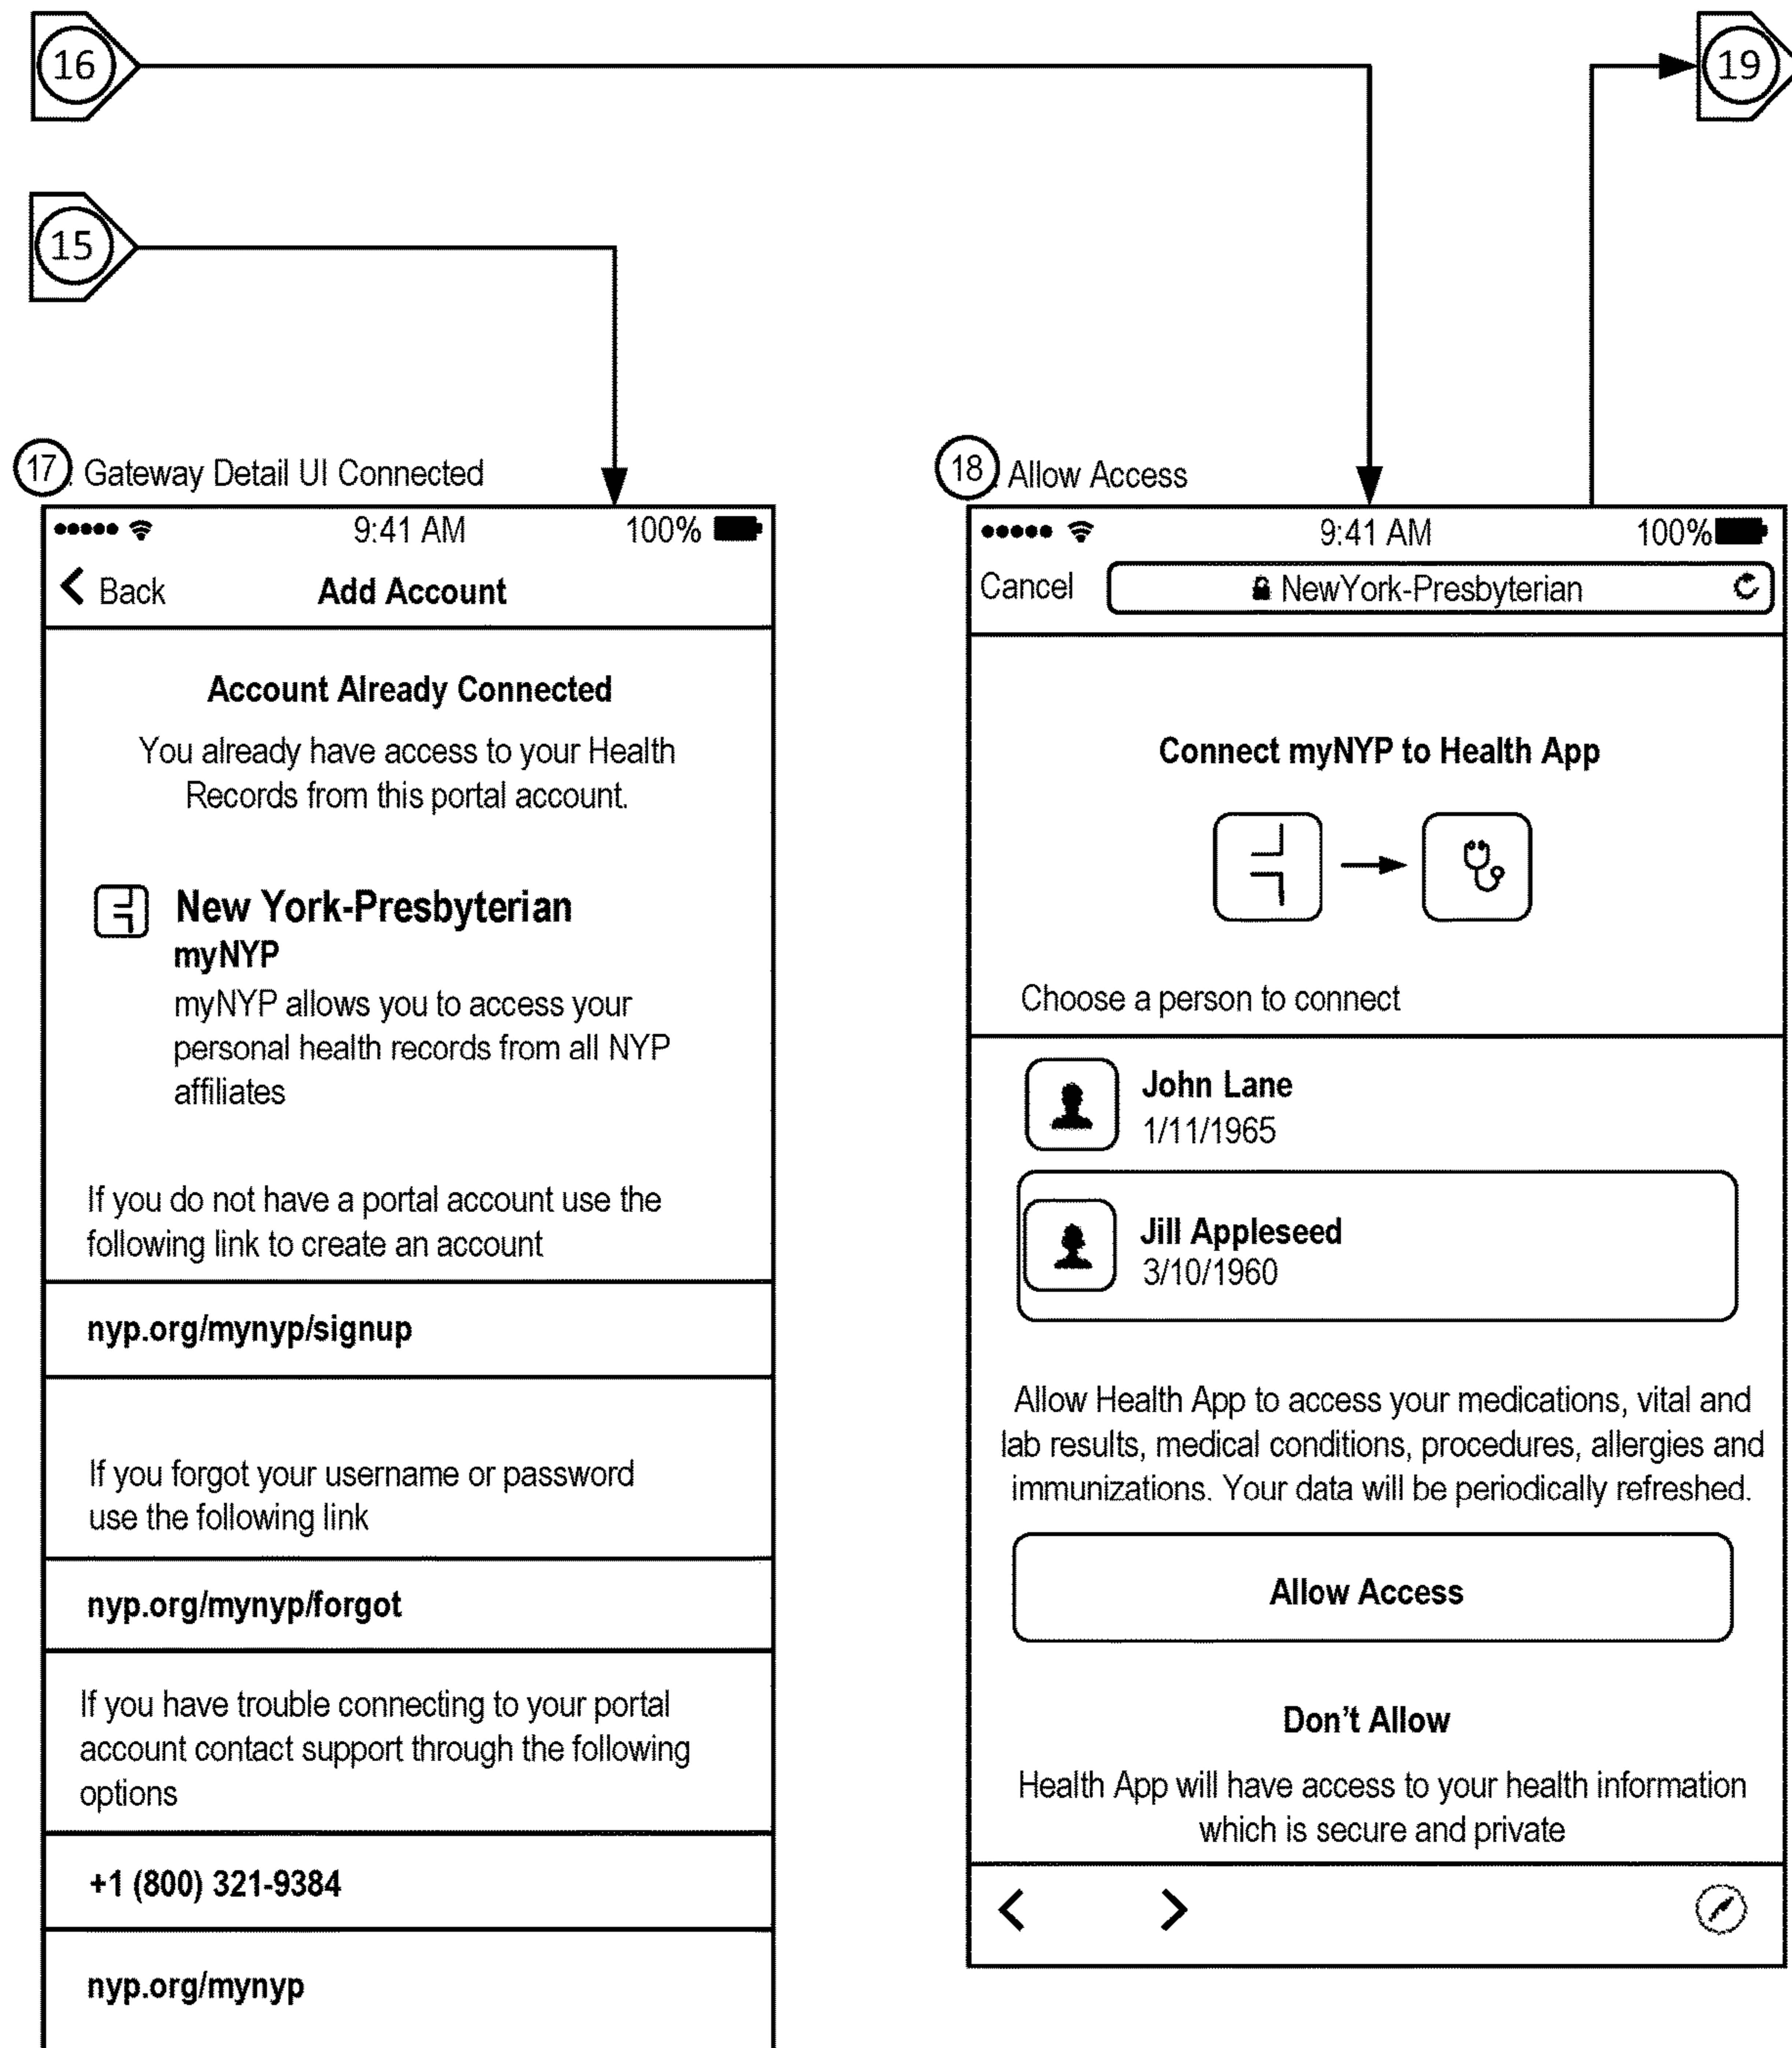 16
19
15
17. Gateway Detail UI Connected
9:41 AM 100%
Back Add Account
Account Already Connected
You already have access to your Health
Records from this portal account.
New York-Presbyterian
myNYP
myNYP allows you to access your
personal health records from all NYP
affiliates
If you do not have a portal account use the
following link to create an account
nyp.org/mynyp/signup
If you forgot your username or password
use the following link
nyp.org/mynyp/forgot
If you have trouble connecting to your portal
account contact support through the following
options
+1 (800) 321-9384
nyp.org/mynyp
18 Allow Access
9:41 AM 100%
Cancel NewYork-Presbyterian
Connect myNYP to Health App
Choose a person to connect
John Lane
1/11/1965
Jill Appleseed
3/10/1960
Allow Health App to access your medications, vital and
lab results, medical conditions, procedures, allergies and
immunizations. Your data will be periodically refreshed.
Allow Access
Don't Allow
Health App will have access to your health information
which is secure and private